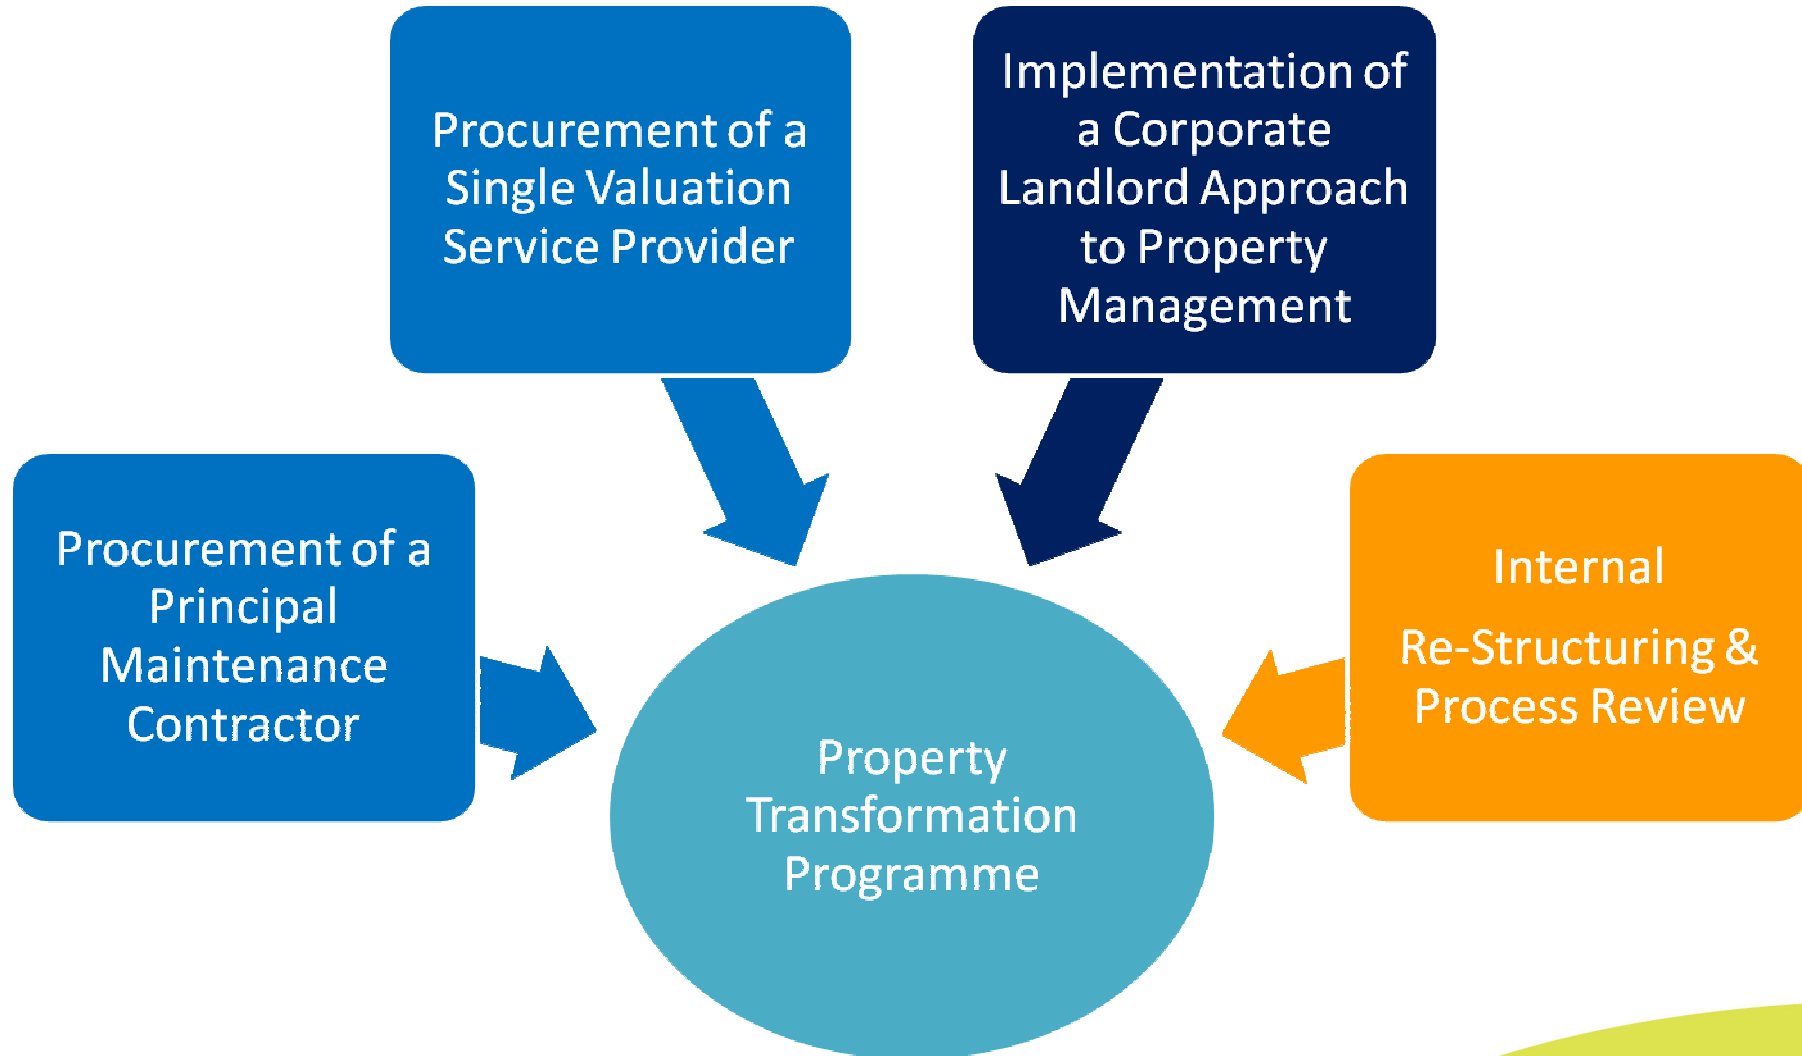 Procurement of a
Single Valuation
Service Provider
Implementation of
a Corporate
Landlord Approach
to Property
Management
Procurement of a
Principal
Maintenance
Contractor
Internal
Re-Structuring &
Process Review
Property
Transformation
Programme